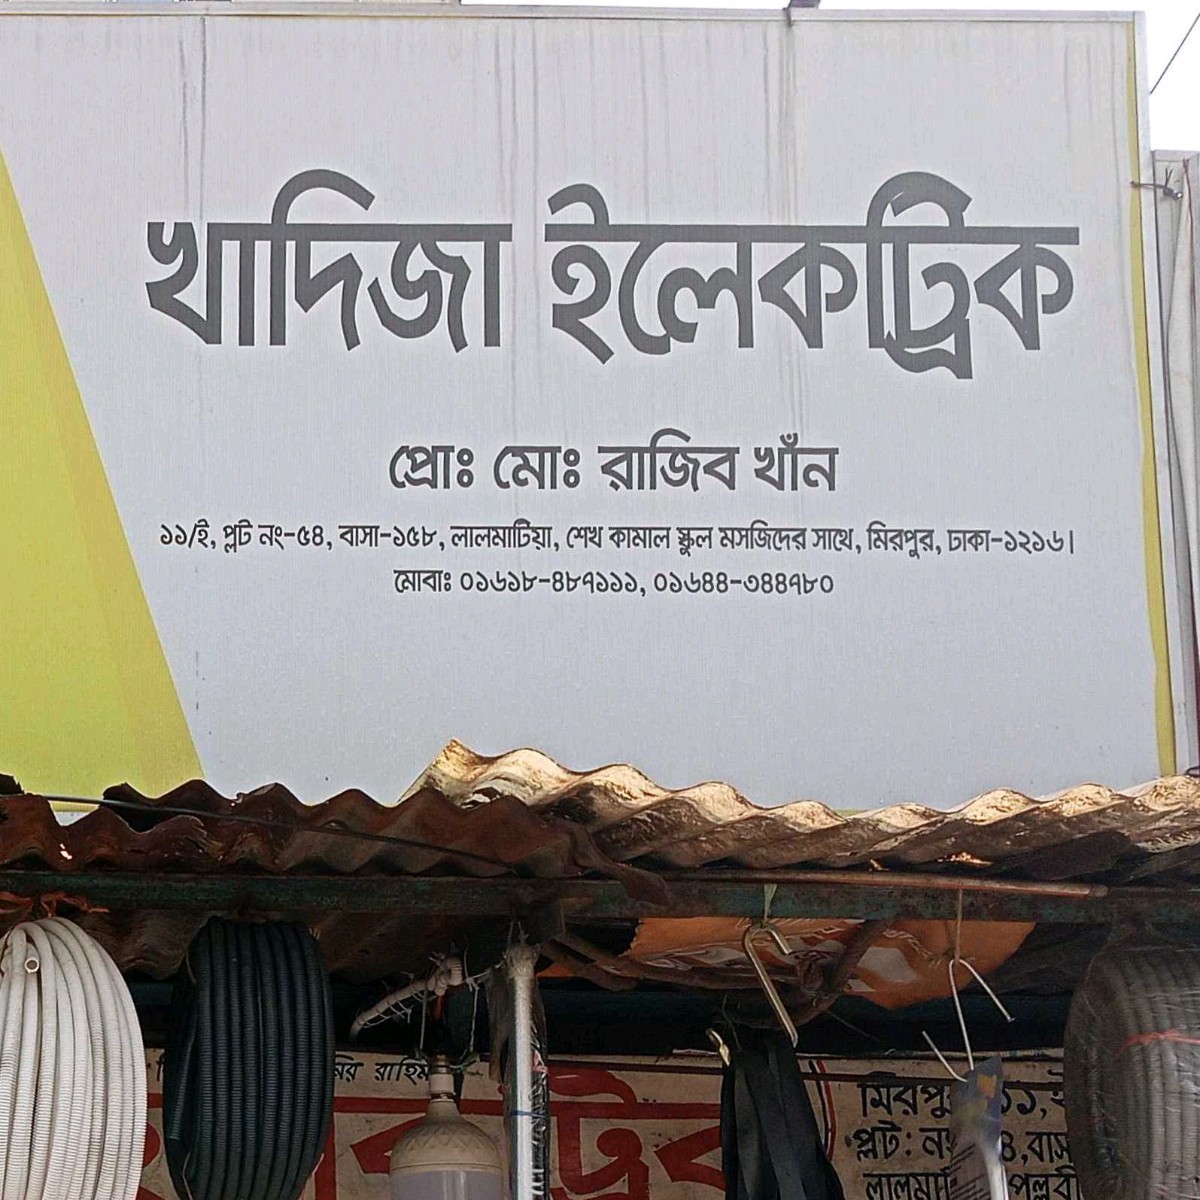 খাদিজা ইলেকট্রিক
প্রোঃ মোঃ রাজিব খাঁন
১১/ই, প্লট নং-৫৪, বাসা-১৫৮, লালমাটিয়া, শেখ কামাল স্কুল মসজিদের সাথে, মিরপুর, ঢাকা-১২১৬।
মোবাঃ ০১৬১৮-৪৮৭১১১, ০১৬৪৪-৩৪৪৭৮০